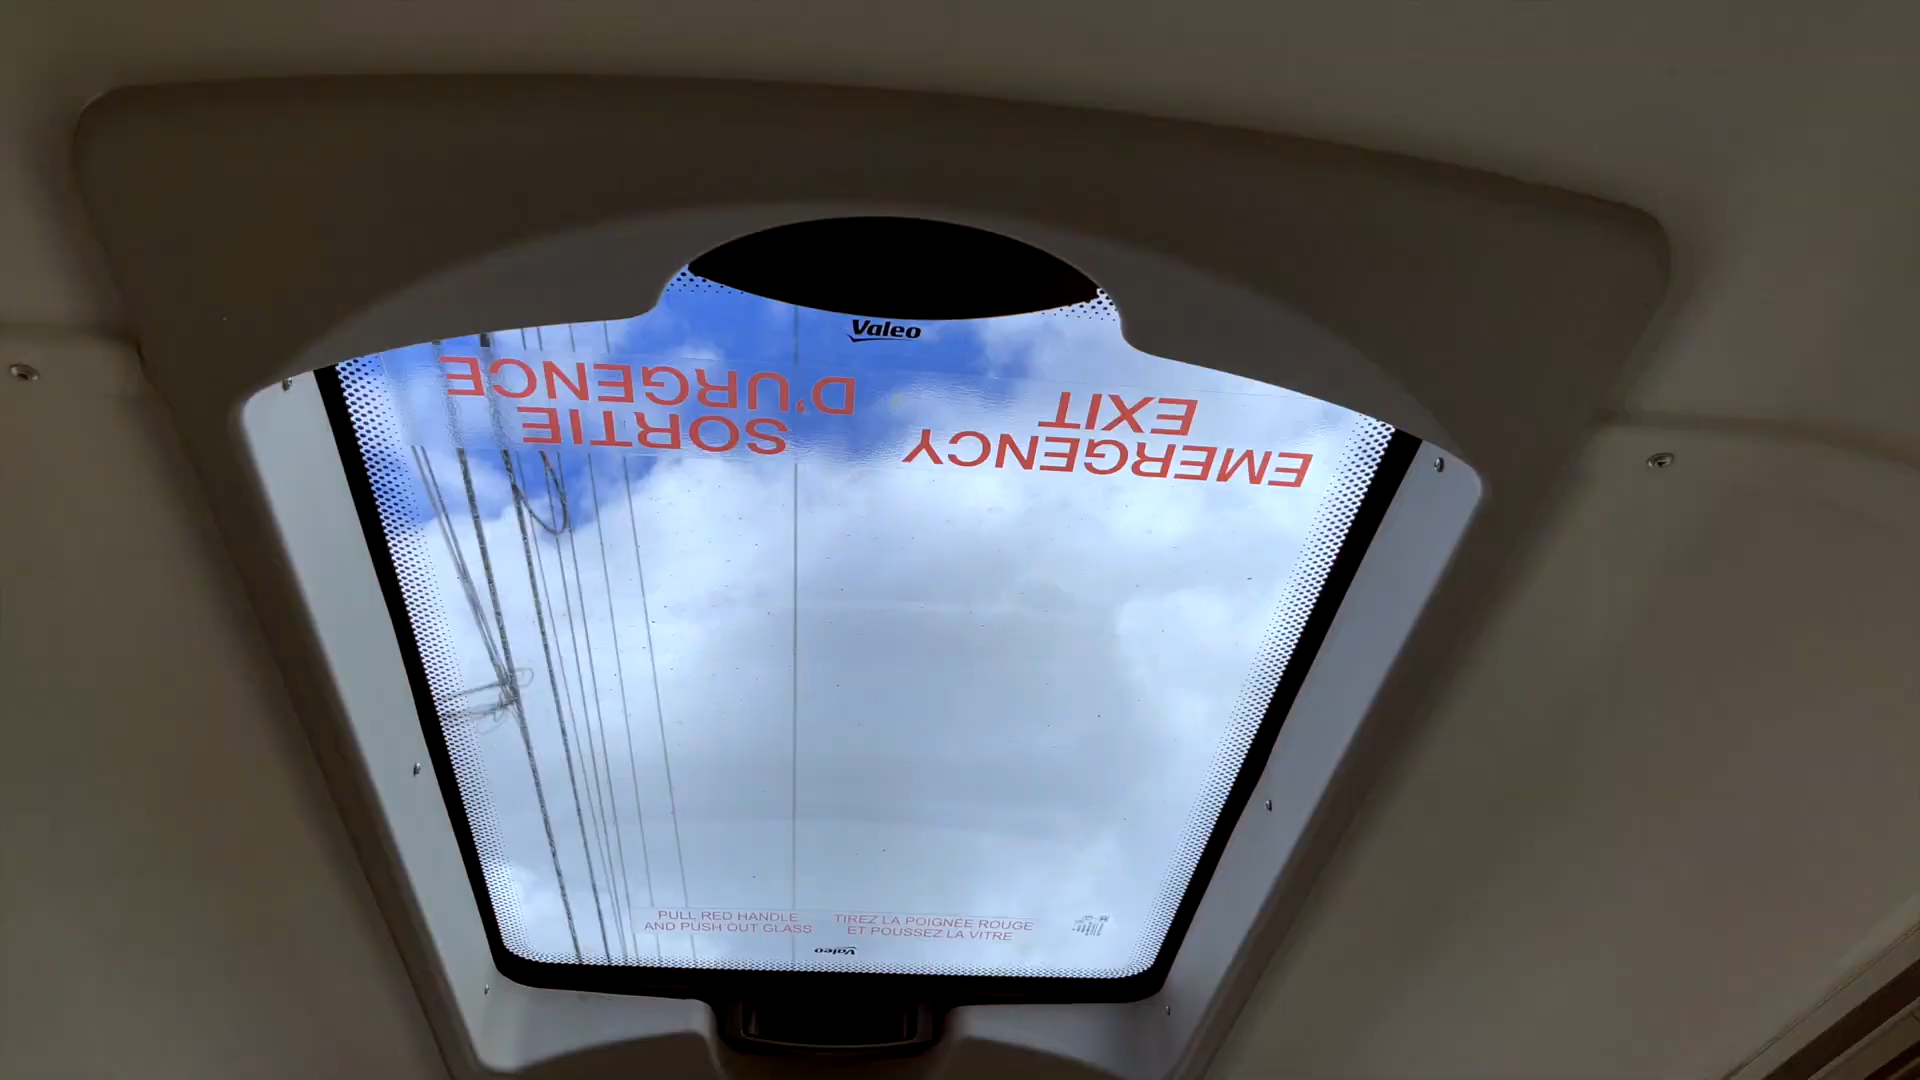 Valeo
EMERGENCY
EXIT
SORTIE
D'URGENCE
PULL RED HANDLE
AND PUSH OUT GLASS
TIREZ LA POIGNÉE ROUGE
ET POUSSEZ LA VITRE
Valeo